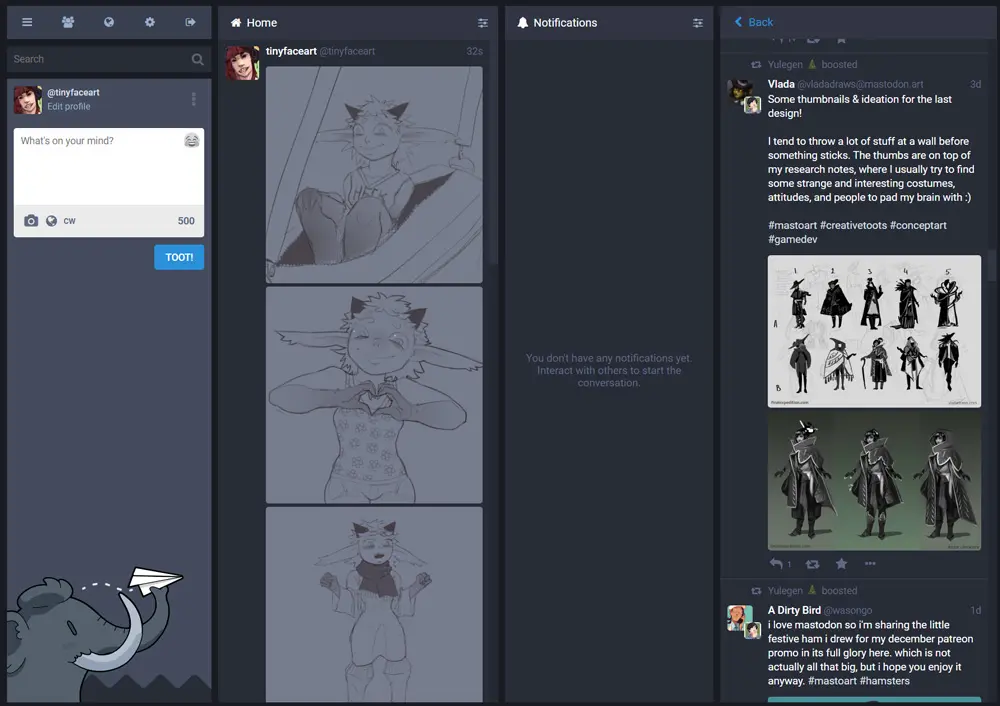 Search
@tinyfaceart
Edit profile
What's on your mind?
CW
500
TOOT!
Home
tinyfaceart @tinyfaceart 32s
Notifications
You don't have any notifications yet.
Interact with others to start the
conversation.
Back
Yulegen boosted
Vlada @vladadraws@mastodon.art 3d
Some thumbnails & ideation for the last
design!
I tend to throw a lot of stuff at a wall before
something sticks. The thumbs are on top of
my research notes, where I usually try to find
some strange and interesting costumes,
attitudes, and people to pad my brain with :)
#mastoart #creativetoots #conceptart
#gamedev
1 2 3 4 5
A
B
1
Yulegen boosted
A Dirty Bird @wasongo 1d
i love mastodon so i'm sharing the little
festive ham i drew for my december patreon
promo in its full glory here. which is not
actually all that big, but i hope you enjoy it
anyway. #mastoart #hamsters